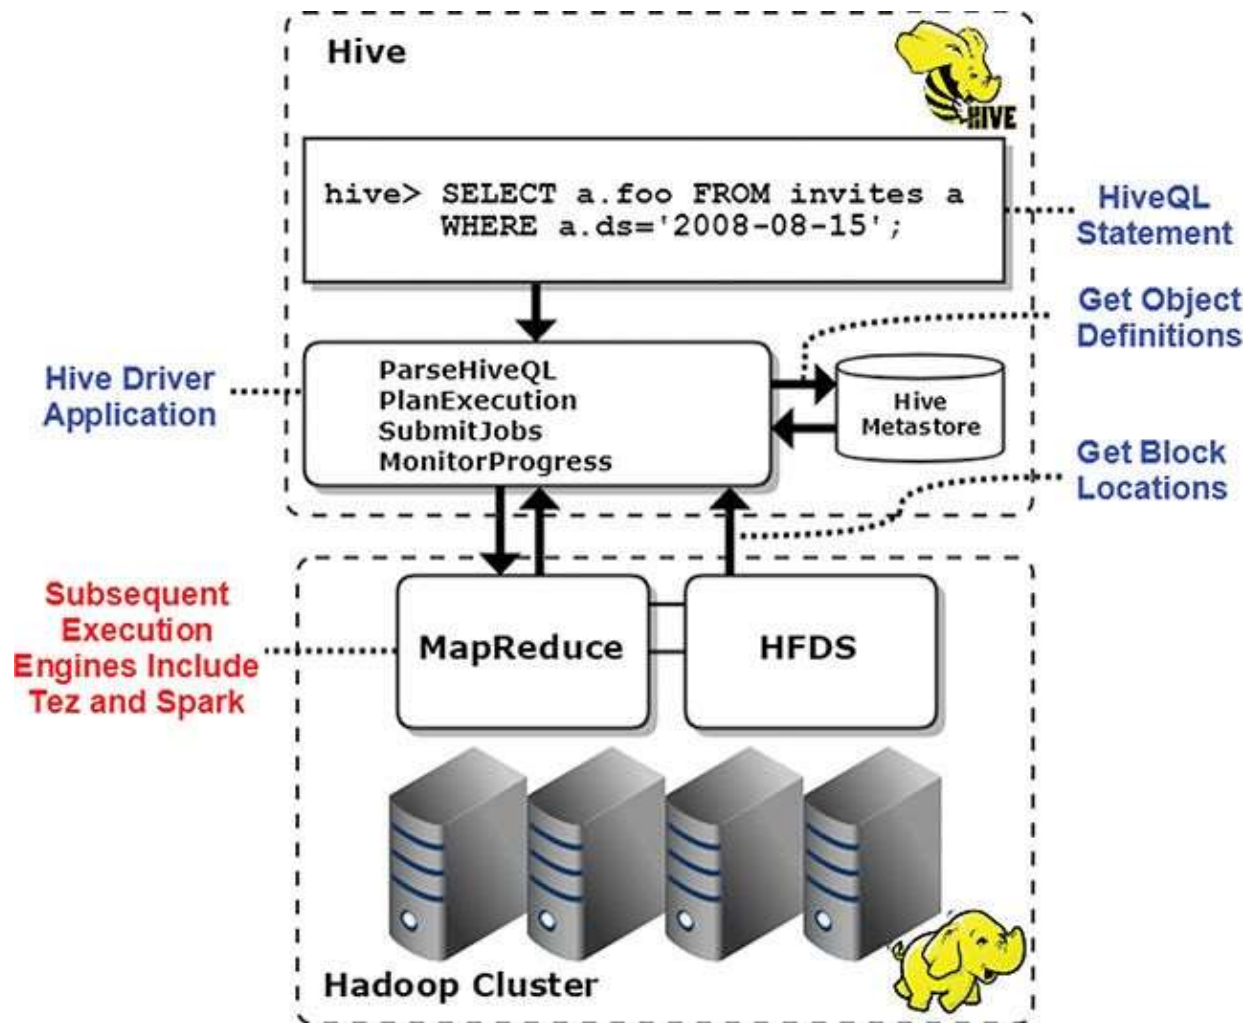 Hive
HIVE
hive> SELECT a.foo FROM invites a
WHERE a.ds='2008-08-15';
HiveQL
Statement
Get Object
Definitions
Hive Driver
Application
ParseHiveQL
PlanExecution
SubmitJobs
MonitorProgress
Hive
Metastore
Get Block
Locations
Subsequent
Execution
Engines Include
Tez and Spark
MapReduce
HFDS
Hadoop Cluster